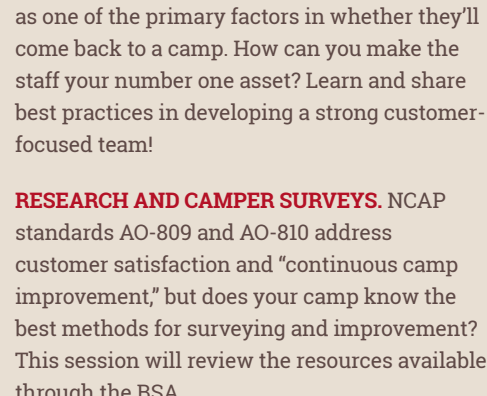 as one of the primary factors in whether they’ll
come back to a camp. How can you make the
staff your number one asset? Learn and share
best practices in developing a strong customer-
focused team!
RESEARCH AND CAMPER SURVEYS. NCAP
standards AO-809 and AO-810 address
customer satisfaction and “continuous camp
improvement,” but does your camp know the
best methods for surveying and improvement?
This session will review the resources available
through the BSA